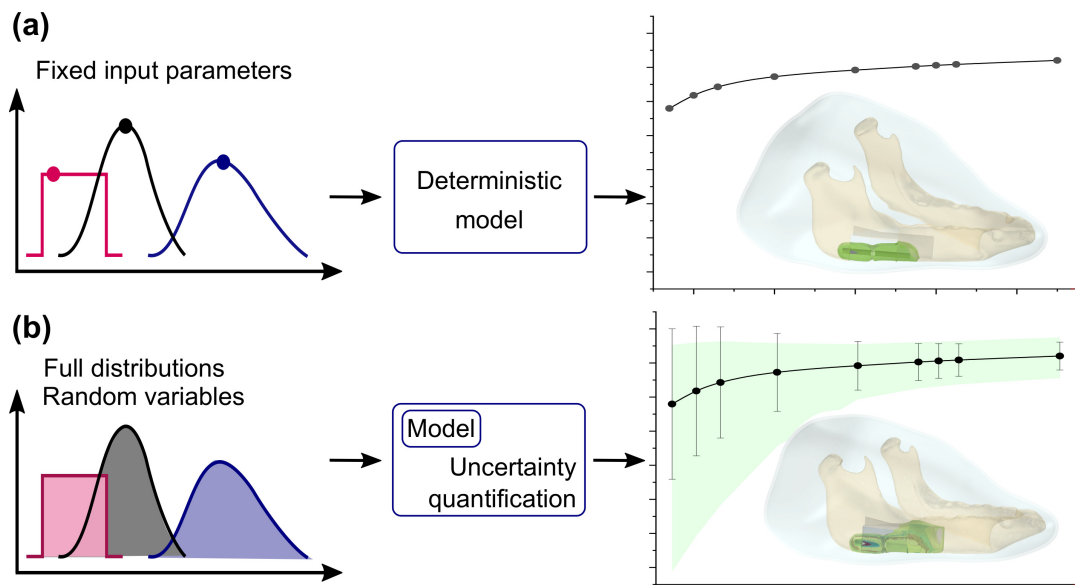 (a)
Fixed input parameters
Deterministic
model
(b)
Full distributions
Random variables
Model
Uncertainty
quantification